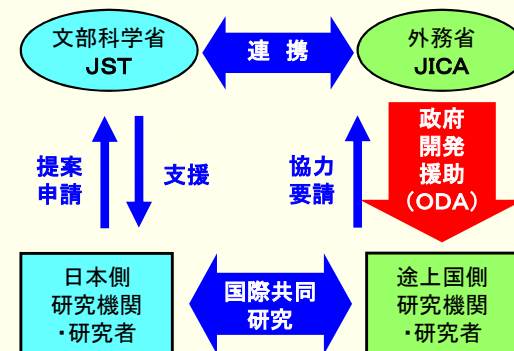 文部科学省
JST
連 携
外務省
JICA
提案
申請
支援
協力
要請
政府
開発
援助
（ODA）
日本側
研究機関
・研究者
国際共同
研究
途上国側
研究機関
・研究者